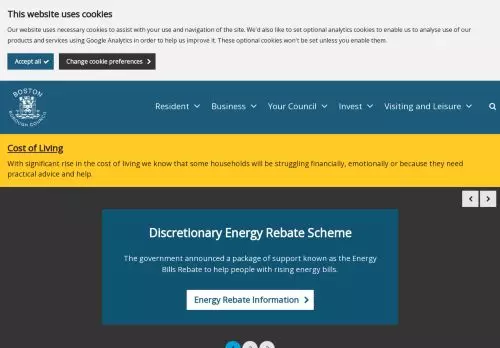 This website uses cookies
Our website uses necessary cookies to assist with your use and navigation of the site. We'd also like to set optional analytics cookies to enable us to analyse use of our
products and services using Google Analytics in order to help us improve it. These optional cookies won't be set unless you enable them.
Accept all
Change cookie preferences
BOSTON
BOROUGH COUNCIL
Resident
Business
Your Council
Invest
Visiting and Leisure
Cost of Living
With significant rise in the cost of living we know that some households will be struggling financially, emotionally or because they need
practical advice and help.
Discretionary Energy Rebate Scheme
The government announced a package of support known as the Energy
Bills Rebate to help people with rising energy bills.
Energy Rebate Information